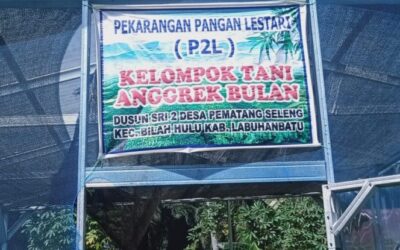 PEKARANGAN PANGAN LESTARI
( P2L )
KELOMPOK TANI
ANGGREK BULAN
DUSUN SRI 2 DESA PEMATANG SELENG
KEC. BILAH HULU KAB. LABUHANBATU